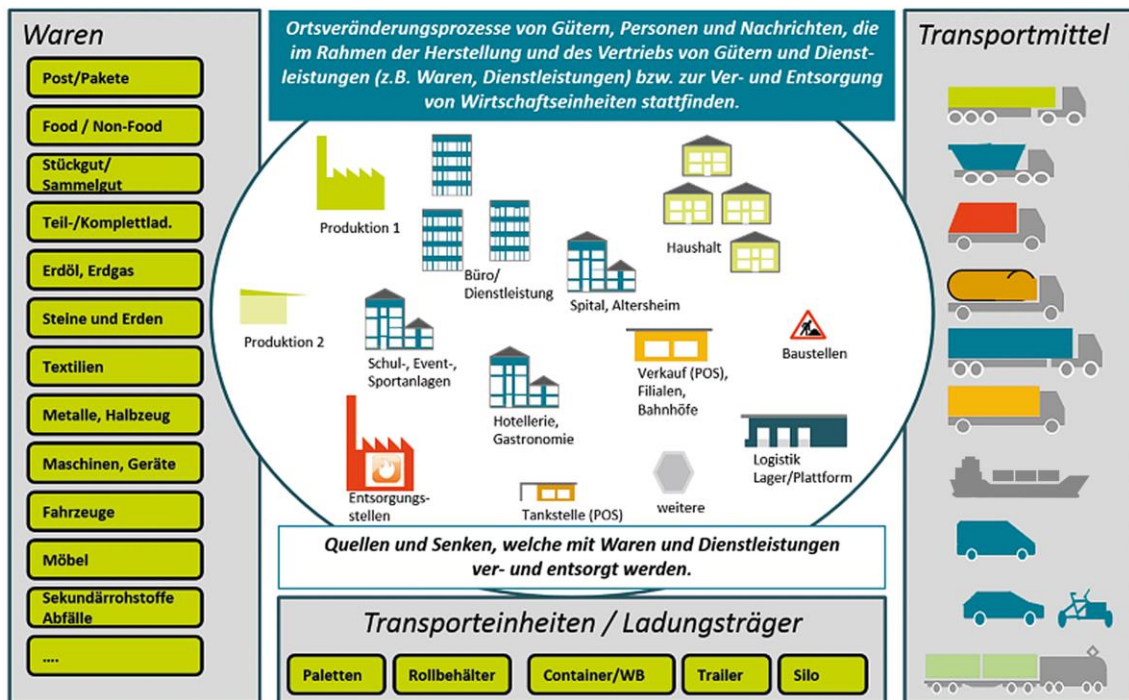 Waren
Post/Pakete
Food / Non-Food
Stückgut/
Sammelgut
Teil-/Komplettlad.
Erdöl, Erdgas
Steine und Erden
Textilien
Metalle, Halbzeug
Maschinen, Geräte
Fahrzeuge
Möbel
Sekundärrohstoffe
Abfälle
....
Ortsveränderungsprozesse von Gütern, Personen und Nachrichten, die
im Rahmen der Herstellung und des Vertriebs von Gütern und Dienst-
leistungen (z.B. Waren, Dienstleistungen) bzw. zur Ver- und Entsorgung
von Wirtschaftseinheiten stattfinden.
Produktion 1
Büro/
Dienstleistung
Haushalt
Spital, Altersheim
Produktion 2
Schul-, Event-,
Sportanlagen
Hotellerie,
Gastronomie
Verkauf (POS),
Filialen,
Bahnhöfe
Baustellen
Entsorgungs-
stellen
Tankstelle (POS)
weitere
Logistik
Lager/Plattform
Quellen und Senken, welche mit Waren und Dienstleistungen
ver- und entsorgt werden.
Transporteinheiten / Ladungsträger
Paletten
Rollbehälter
Container/WB
Trailer
Silo
Transportmittel